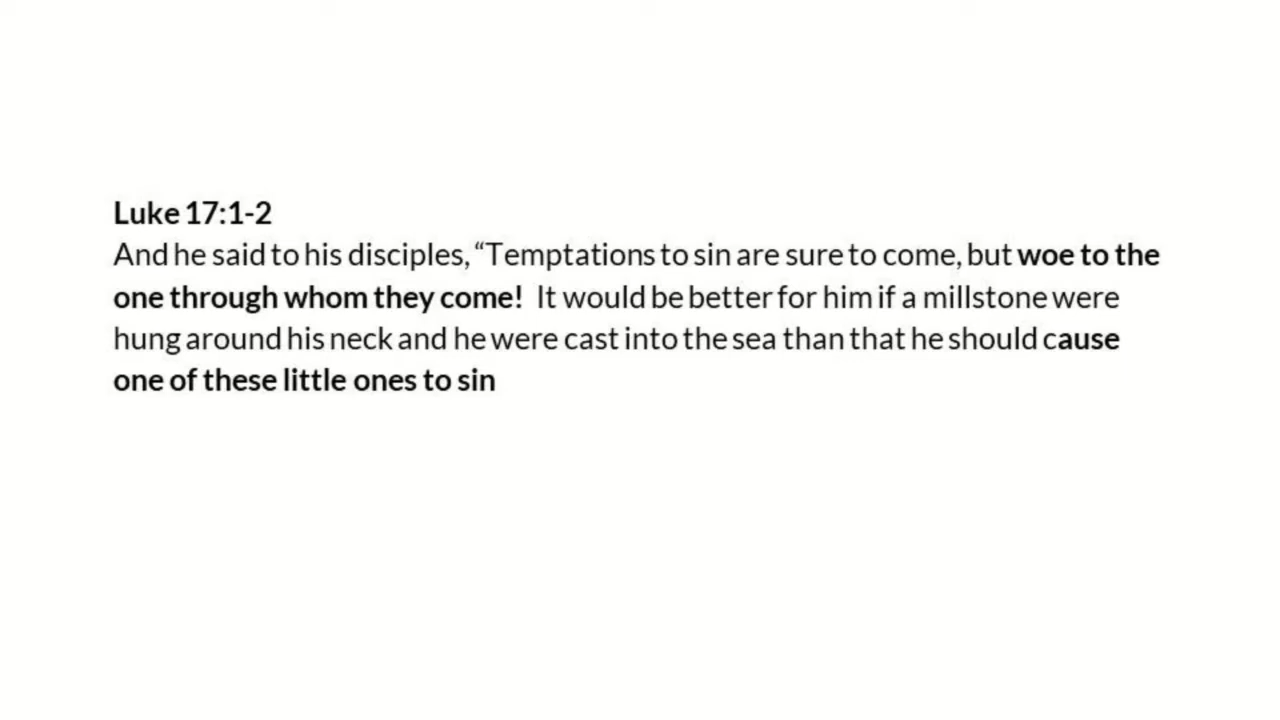 Luke 17:1-2
And he said to his disciples, “Temptations to sin are sure to come, but woe to the
one through whom they come!  It would be better for him if a millstone were
hung around his neck and he were cast into the sea than that he should cause
one of these little ones to sin